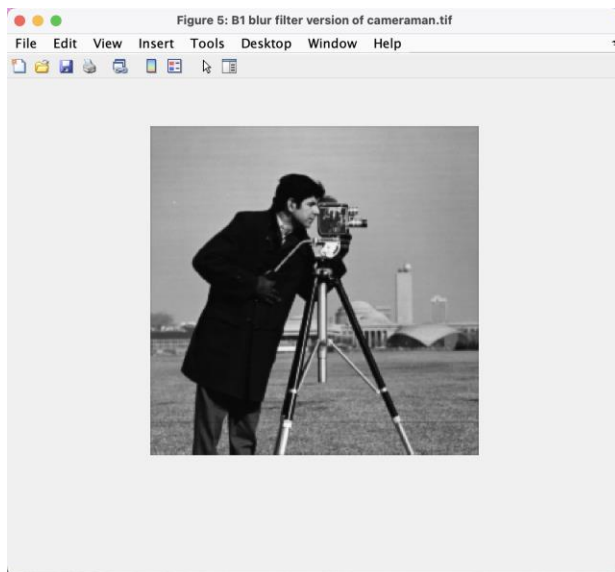 Figure 5: B1 blur filter version of cameraman.tif
File Edit View Insert Tools Desktop Window Help